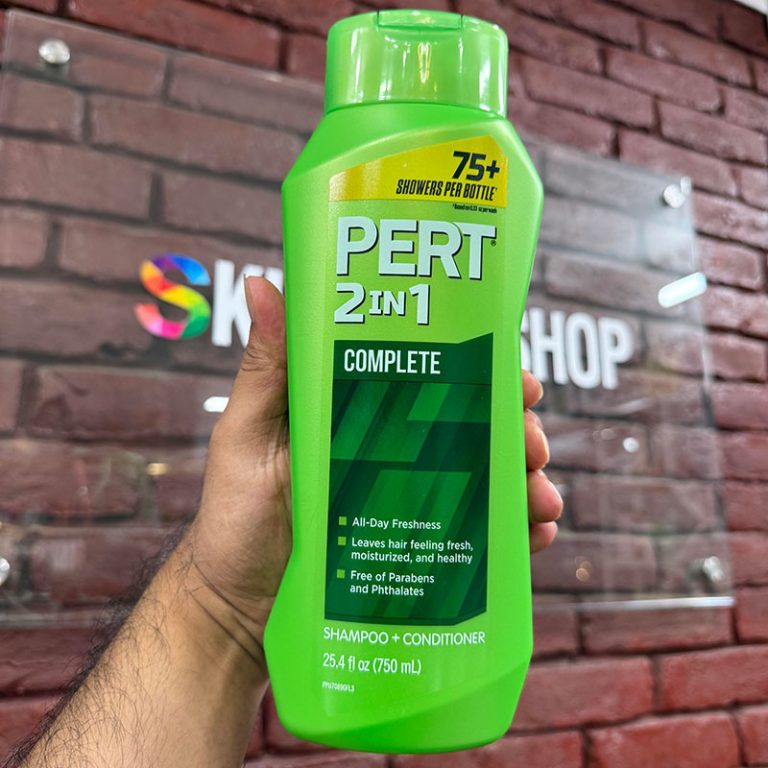 75+
SHOWERS PER BOTTLE*
PERT®
2IN1
COMPLETE
All-Day Freshness
Leaves hair feeling fresh,
moisturized, and healthy
Free of Parabens
and Phthalates
SHAMPOO + CONDITIONER
25.4 fl oz (750 mL)
SHOP